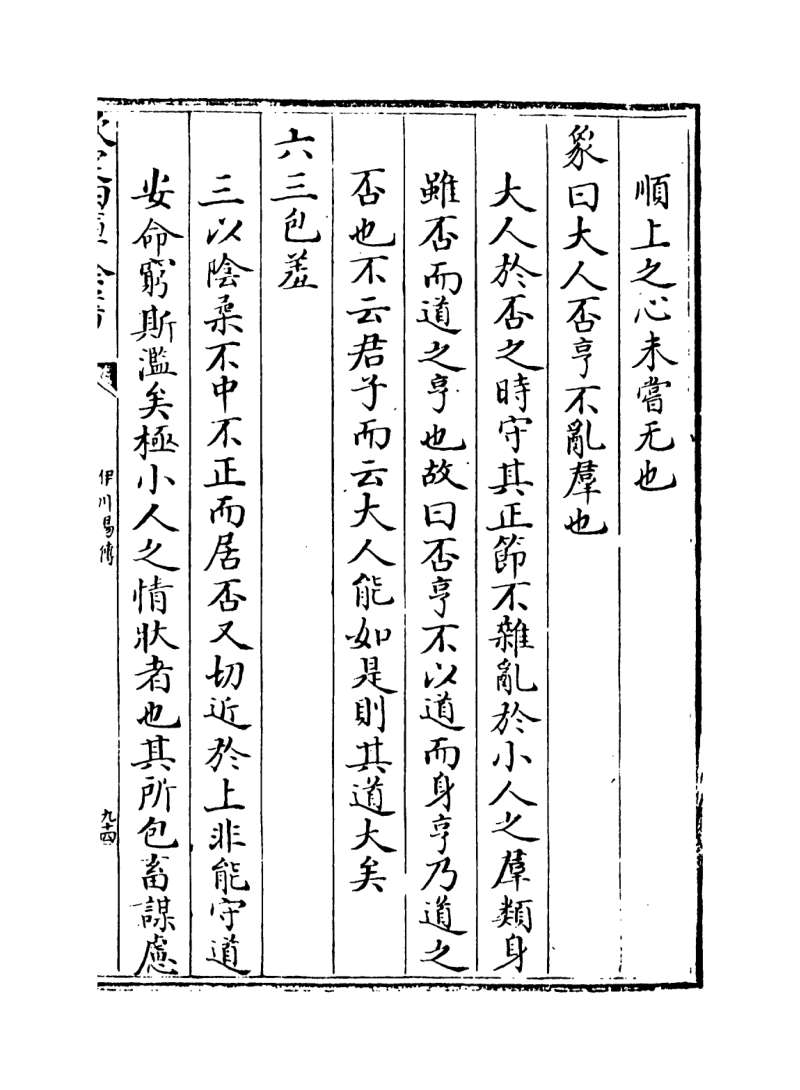 順上之心未嘗无也
象曰大人否亨不亂羣也
大人於否之時守其正節不雜亂於小人之羣類身
雖否而道之亨也故曰否亨不以道而身亨乃道之
否也不云君子而云大人能如是則其道大矣
六三包羞
三以陰柔不中不正而居否又切近於上非能守道
安命窮斯濫矣極小人之情狀者也其所包畜謀慮
伊川易傳
九十四